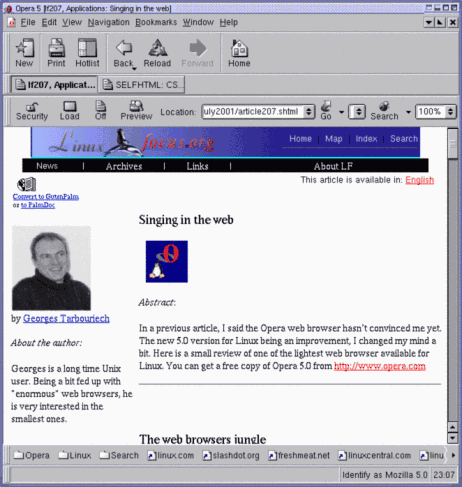 Opera 5 [lf207, Applications: Singing in the web]
File Edit View Navigation Bookmarks Window Help
New Print Hotlist Back Reload Forward Home
lf207, Applicat... SELFHTML: CS...
Security Load Off Preview Location: uly2001/article207.shtml Go Search 100%
Linux focus.org
Home | Map | Index | Search
News | Archives | Links | About LF
This article is available in: English
Convert to GutenPalm
or to PalmDoc
Singing in the web
by Georges Tarbouriech
Abstract:
About the author:
In a previous article, I said the Opera web browser hasn't convinced me yet.
The new 5.0 version for Linux being an improvement, I changed my mind a
bit. Here is a small review of one of the lightest web browser available for
Linux. You can get a free copy of Opera 5.0 from http://www.opera.com
Georges is a long time Unix
user. Being a bit fed up with
"enormous" web browsers, he
is very interested in the
smallest ones.
The web browsers jungle
Opera Linux Search linux.com slashdot.org freshmeat.net linuxcentral.com linu
Identify as Mozilla 5.0 23:07